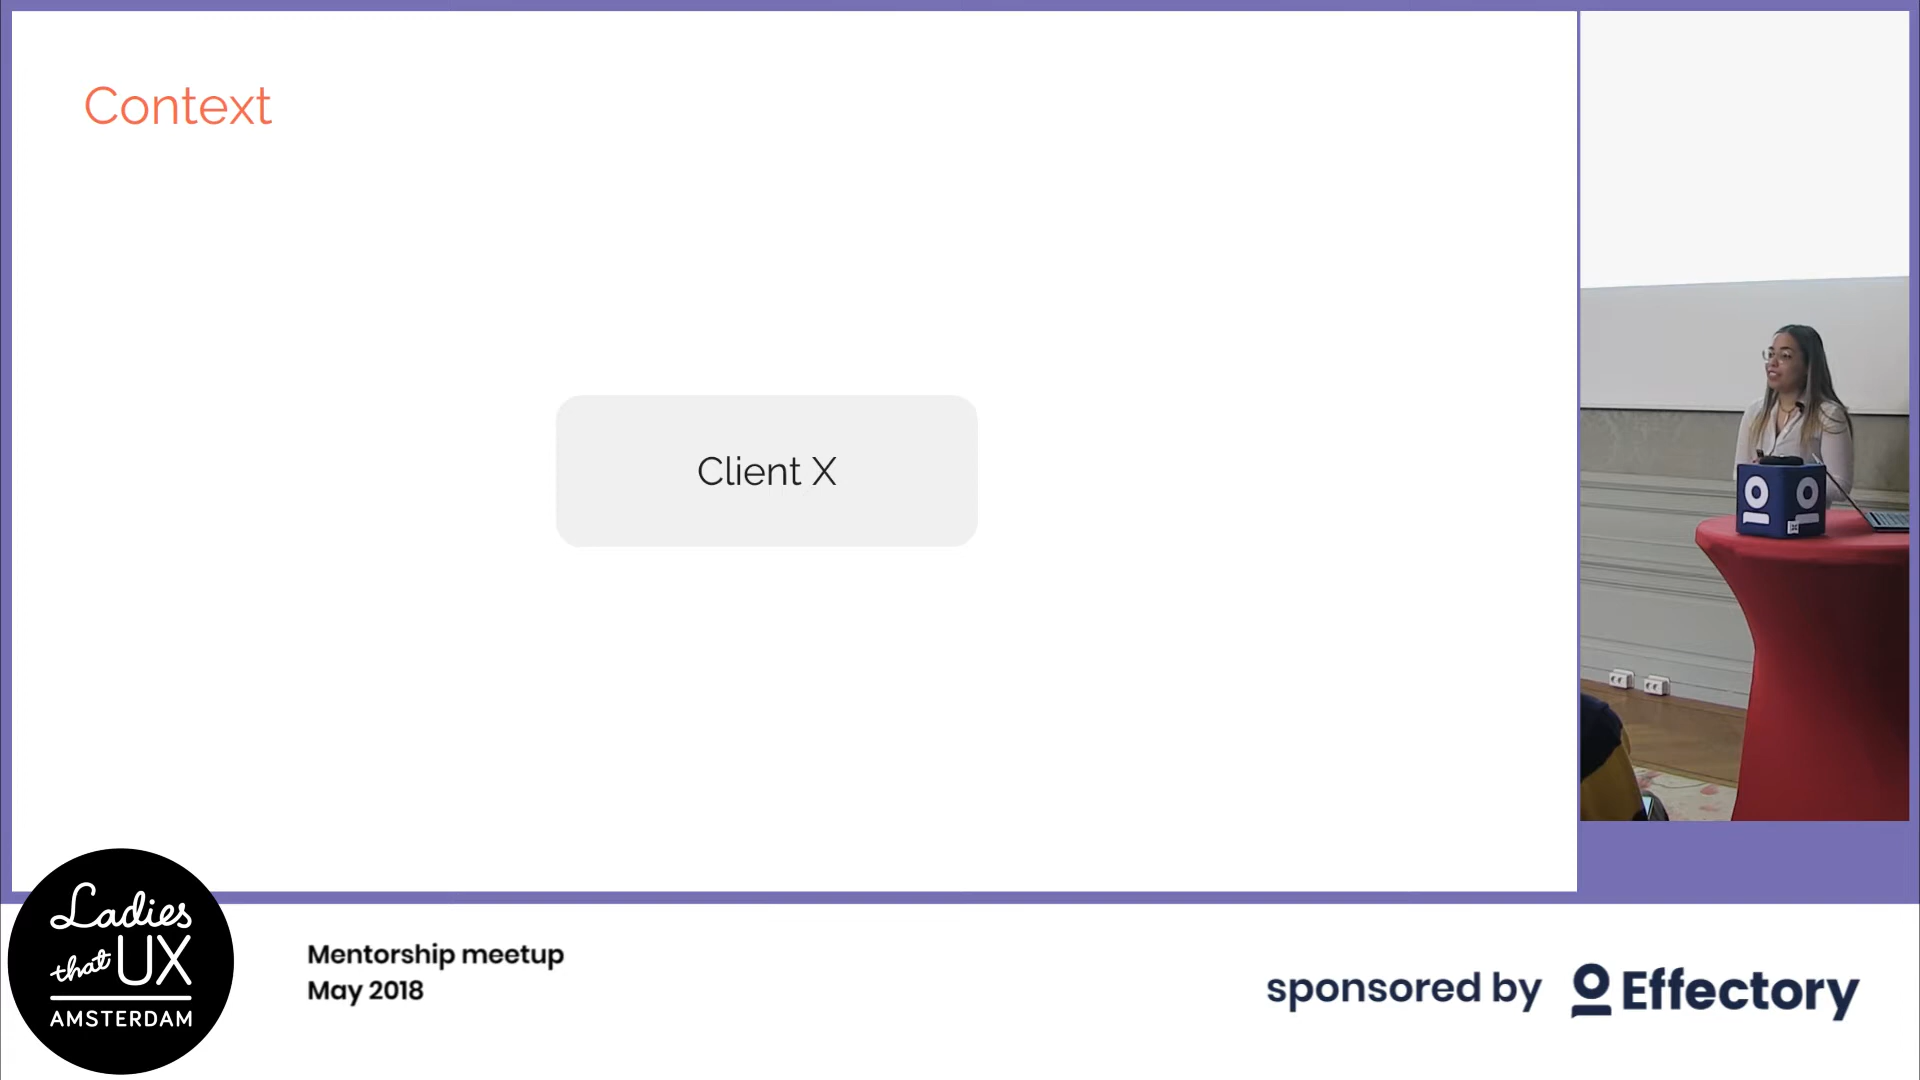 Context
Client X
Ladies
that UX
AMSTERDAM
Mentorship meetup
May 2018
sponsored by Effectory